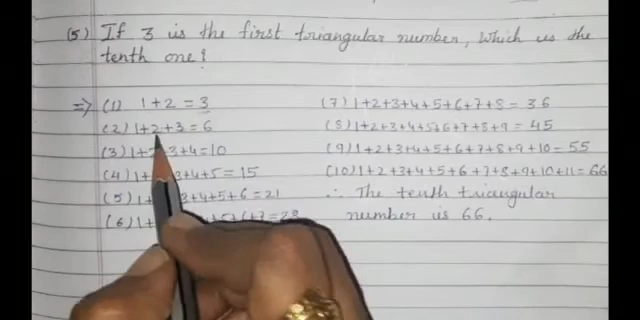 (5) If 3 is the first triangular number, which is the
tenth one?
⇒ (1) 1+2 = 3
(2) 1+2+3 = 6
(3) 1+2+3+4=10
(4) 1+ 3+4+5 = 15
(5) 1+ 3+4+5+6=21
(6) 1+ +7=28
(7) 1+2+3+4+5+6+7+8 = 36
(8) 1+2+3+4+5+6+7+8+9 = 45
(9) 1+2+3+4+5+6+7+8+9+10 = 55
(10) 1+2+3+4+5+6+7+8+9+10+11 = 66
∴ The tenth triangular
number is 66.